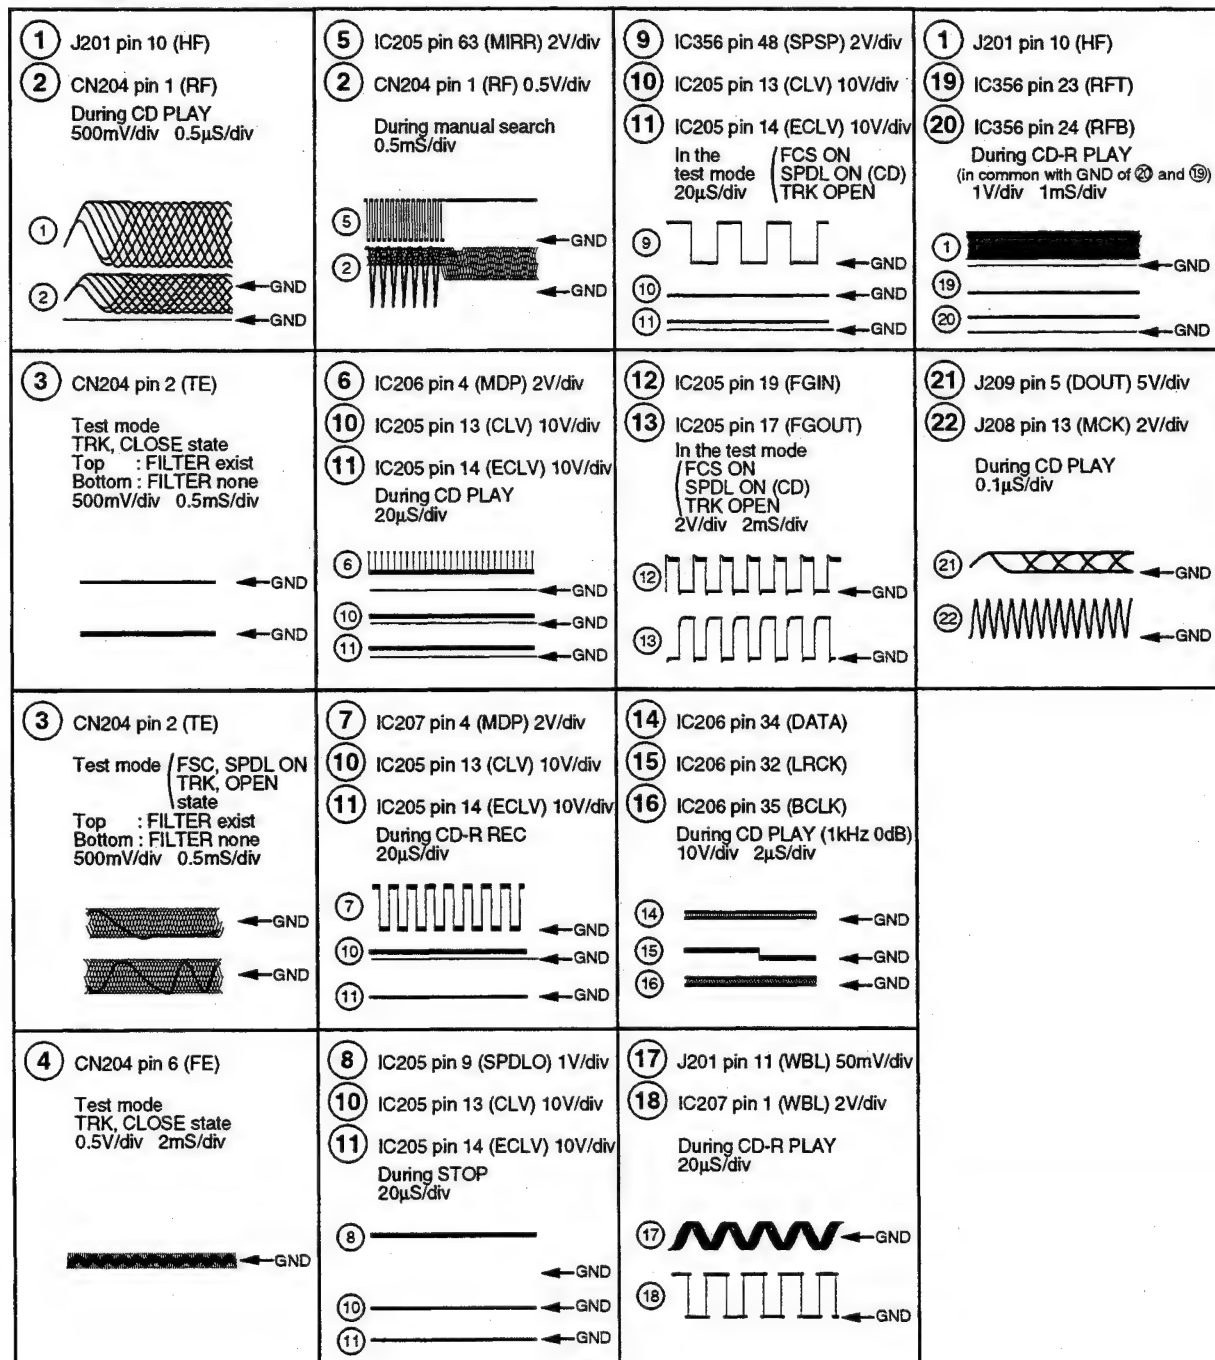 1 J201 pin 10 (HF)
2 CN204 pin 1 (RF)
During CD PLAY
500mV/div 0.5µS/div
1
2
GND
GND
5 IC205 pin 63 (MIRR) 2V/div
2 CN204 pin 1 (RF) 0.5V/div
During manual search
0.5mS/div
5
GND
2
GND
9 IC356 pin 48 (SPSP) 2V/div
10 IC205 pin 13 (CLV) 10V/div
11 IC205 pin 14 (ECLV) 10V/div
In the FCS ON
test mode SPDL ON (CD)
20µS/div TRK OPEN
9
GND
10
11
GND
1 J201 pin 10 (HF)
19 IC356 pin 23 (RFT)
20 IC356 pin 24 (RFB)
During CD-R PLAY
(in common with GND of ⑳ and ⑲)
1V/div 1mS/div
1
GND
19
20
GND
3 CN204 pin 2 (TE)
Test mode
TRK, CLOSE state
Top : FILTER exist
Bottom : FILTER none
500mV/div 0.5mS/div
GND
GND
6 IC206 pin 4 (MDP) 2V/div
10 IC205 pin 13 (CLV) 10V/div
11 IC205 pin 14 (ECLV) 10V/div
During CD PLAY
20µS/div
6
GND
10
GND
11
GND
12 IC205 pin 19 (FGIN)
13 IC205 pin 17 (FGOUT)
In the test mode
(FCS ON
SPDL ON (CD)
TRK OPEN
2V/div 2mS/div
12
GND
13
GND
21 J209 pin 5 (DOUT) 5V/div
22 J208 pin 13 (MCK) 2V/div
During CD PLAY
0.1µS/div
21
GND
22
GND
3 CN204 pin 2 (TE)
Test mode (FSC, SPDL ON
TRK, OPEN
state
Top : FILTER exist
Bottom : FILTER none
500mV/div 0.5mS/div
GND
GND
7 IC207 pin 4 (MDP) 2V/div
10 IC205 pin 13 (CLV) 10V/div
11 IC205 pin 14 (ECLV) 10V/div
During CD-R REC
20µS/div
7
GND
10
GND
11
GND
14 IC206 pin 34 (DATA)
15 IC206 pin 32 (LRCK)
16 IC206 pin 35 (BCLK)
During CD PLAY (1kHz 0dB)
10V/div 2µS/div
14
GND
15
GND
16
GND
4 CN204 pin 6 (FE)
Test mode
TRK, CLOSE state
0.5V/div 2mS/div
GND
8 IC205 pin 9 (SPDLO) 1V/div
10 IC205 pin 13 (CLV) 10V/div
11 IC205 pin 14 (ECLV) 10V/div
During STOP
20µS/div
8
GND
10
GND
11
GND
17 J201 pin 11 (WBL) 50mV/div
18 IC207 pin 1 (WBL) 2V/div
During CD-R PLAY
20µS/div
17
GND
18
GND